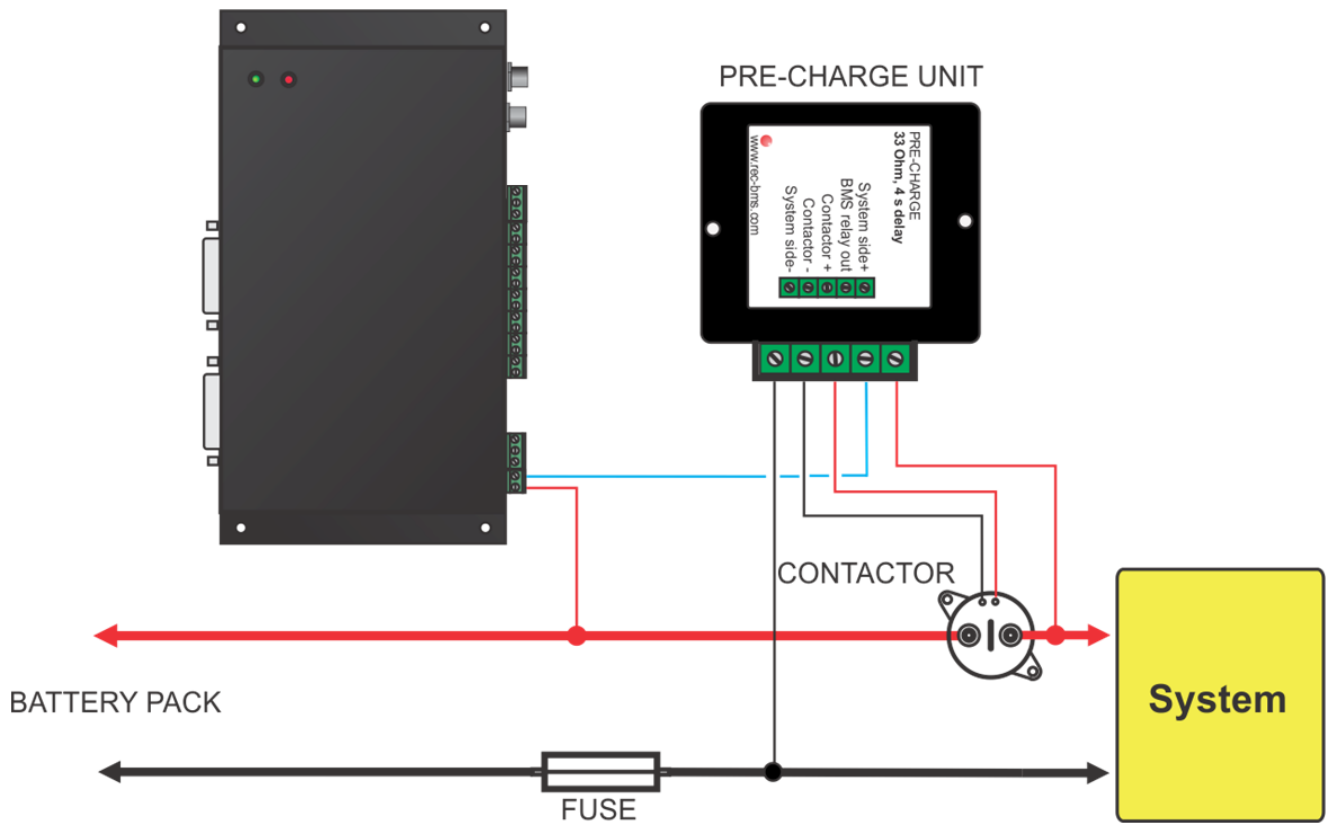 PRE-CHARGE UNIT
PRE-CHARGE
33 Ohm, 4 s delay
System side+
BMS relay out
Contactor +
Contactor -
System side-
www.rec-bms.com
CONTACTOR
BATTERY PACK
System
FUSE